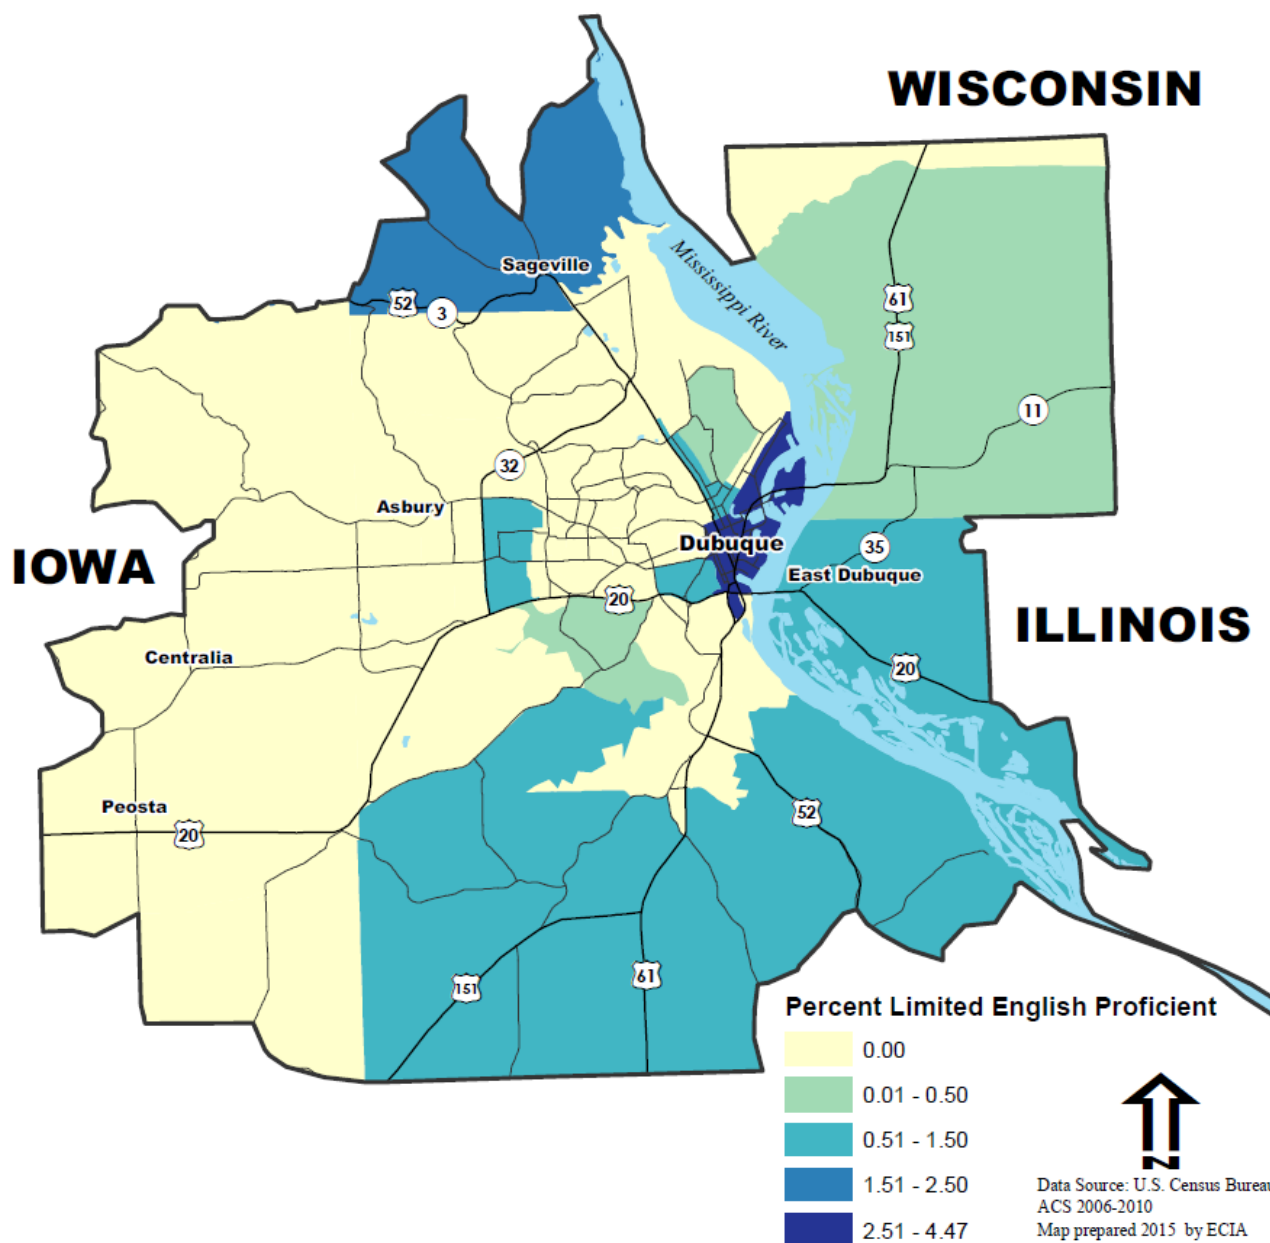 WISCONSIN
Mississippi River
Sageville
52
3
61
151
11
32
Asbury
Dubuque
35
IOWA
East Dubuque
20
ILLINOIS
Centralia
20
Peosta
20
52
151
61
Percent Limited English Proficient
0.00
0.01 - 0.50
0.51 - 1.50
1.51 - 2.50
2.51 - 4.47
N
Data Source: U.S. Census Bureau
ACS 2006-2010
Map prepared 2015 by ECIA